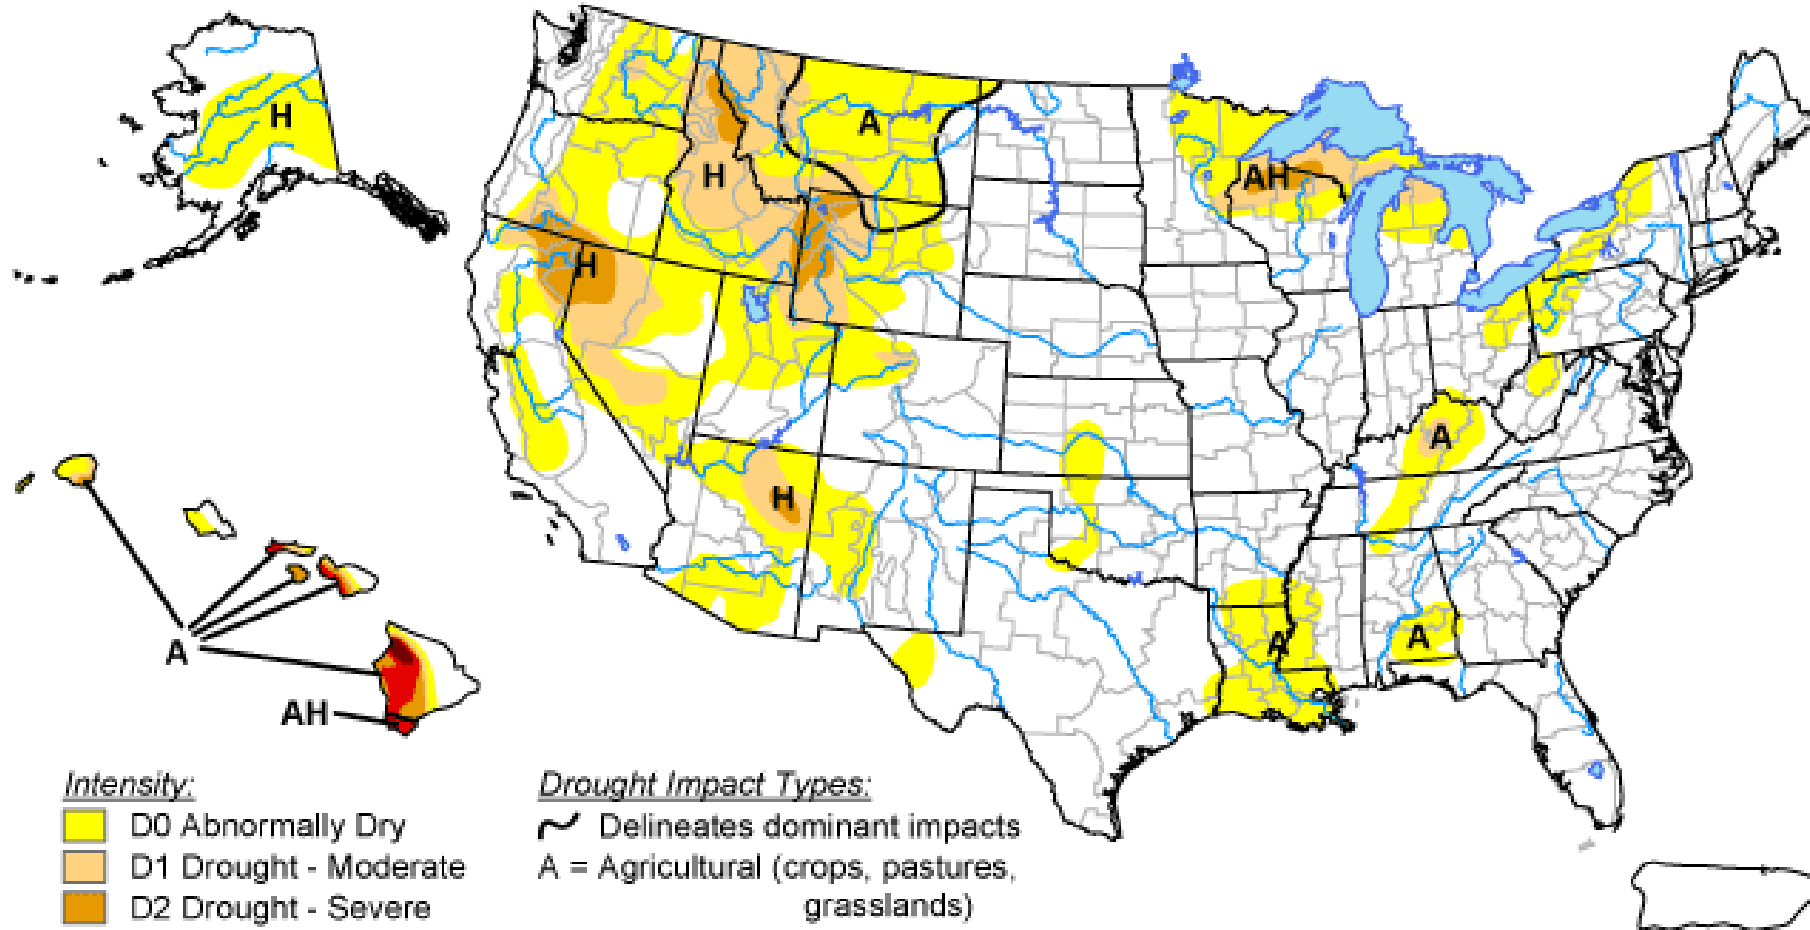 H
A
H
AH
H
A
H
A
A
A
A
AH
Intensity:
D0 Abnormally Dry
D1 Drought - Moderate
D2 Drought - Severe
Drought Impact Types:
Delineates dominant impacts
A = Agricultural (crops, pastures,
grasslands)